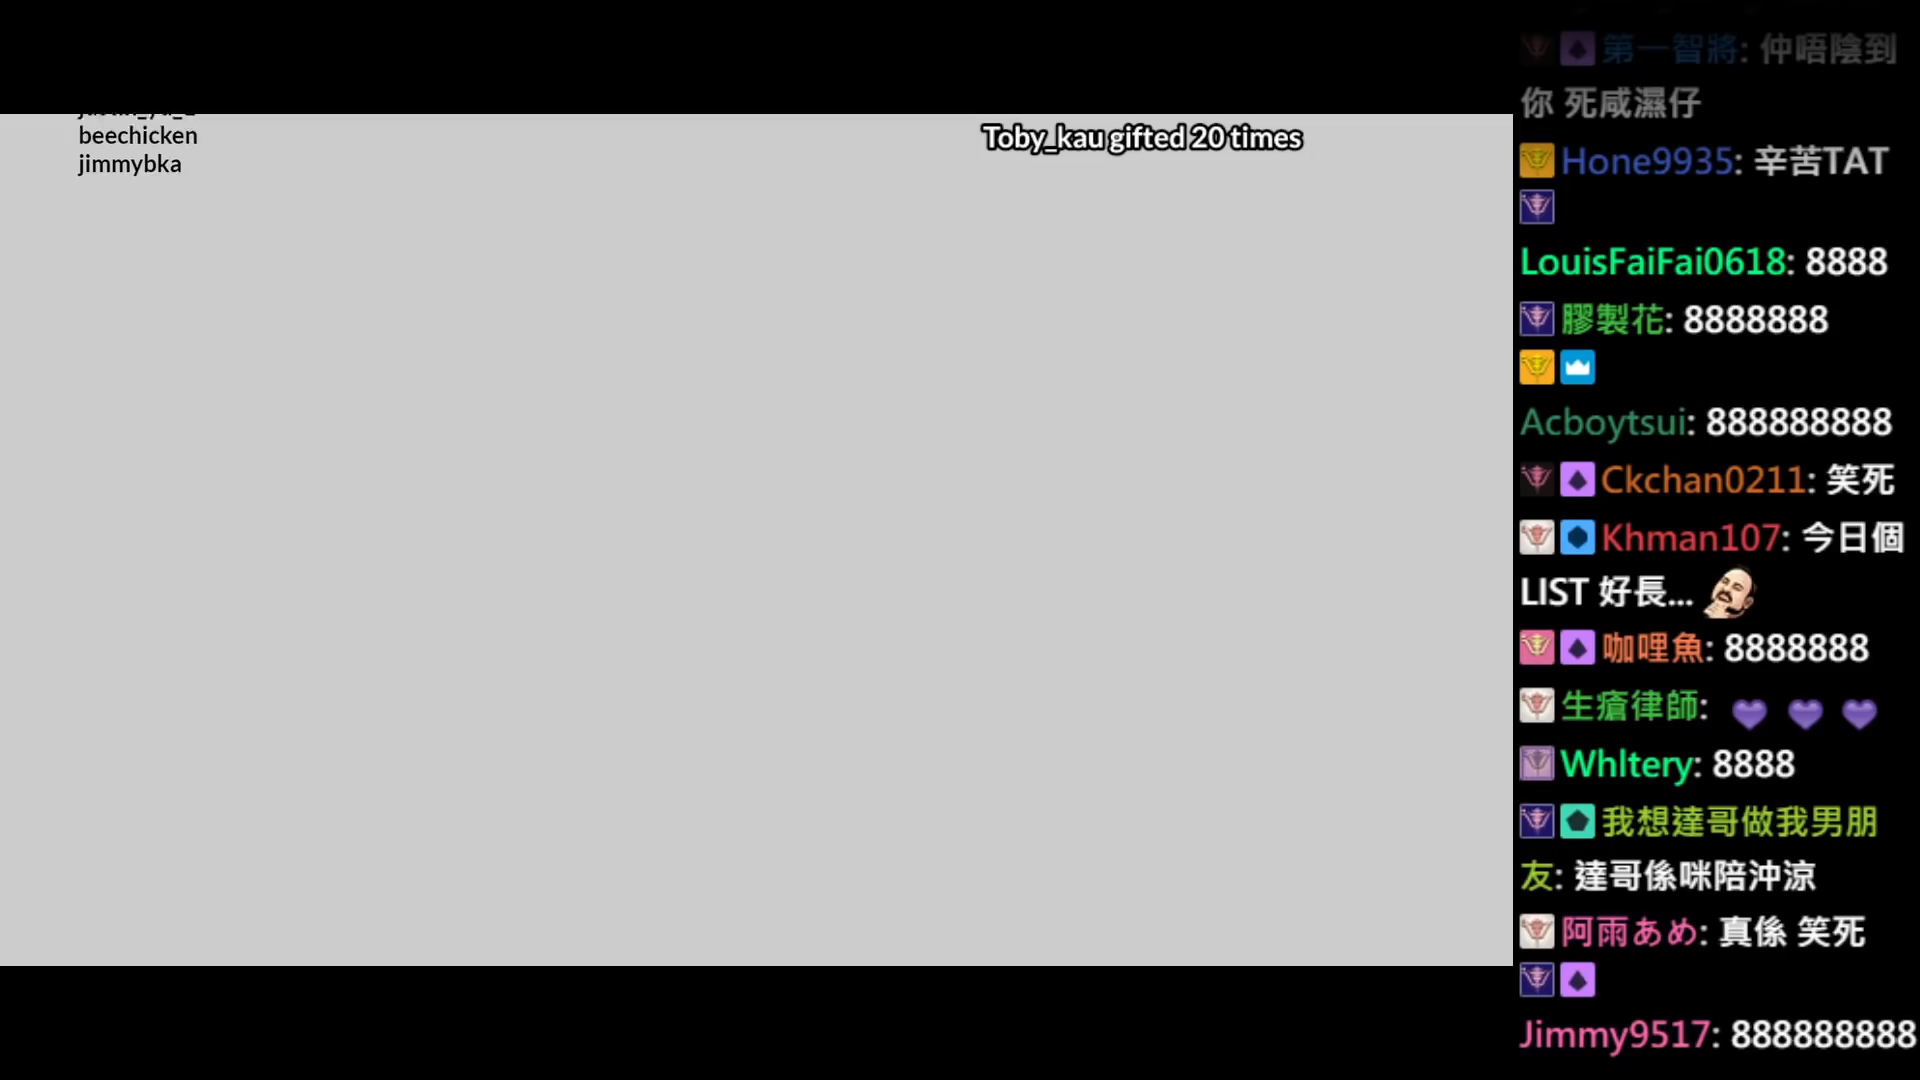 beechicken
jimmybka
Toby_kau gifted 20 times
第一智將: 仲唔陰到
你 死咸濕仔
Hone9935: 辛苦TAT
LouisFaiFai0618: 8888
膠製花: 8888888
Acboytsui: 888888888
Ckchan0211: 笑死
Khman107: 今日個
LIST 好長...
咖哩魚: 8888888
生瘡律師:
Whltery: 8888
我想達哥做我男朋
友: 達哥係咪陪沖涼
阿雨あめ: 真係 笑死
Jimmy9517: 888888888